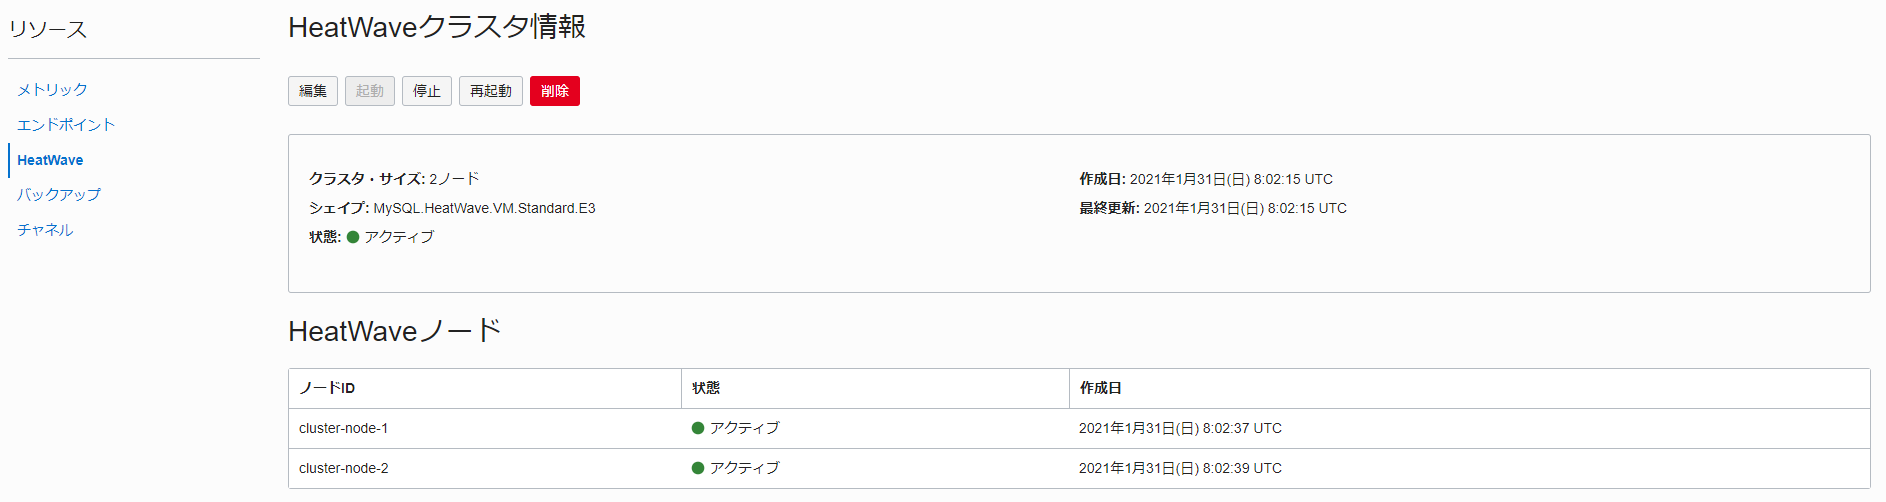 リソース
メトリック
エンドポイント
HeatWave
バックアップ
チャネル
HeatWaveクラスタ情報
編集 起動 停止 再起動 削除
クラスタ・サイズ: 2ノード
シェイプ: MySQL.HeatWave.VM.Standard.E3
状態: アクティブ
作成日: 2021年1月31日(日) 8:02:15 UTC
最終更新: 2021年1月31日(日) 8:02:15 UTC
HeatWaveノード
ノードID 状態 作成日
cluster-node-1 アクティブ 2021年1月31日(日) 8:02:37 UTC
cluster-node-2 アクティブ 2021年1月31日(日) 8:02:39 UTC